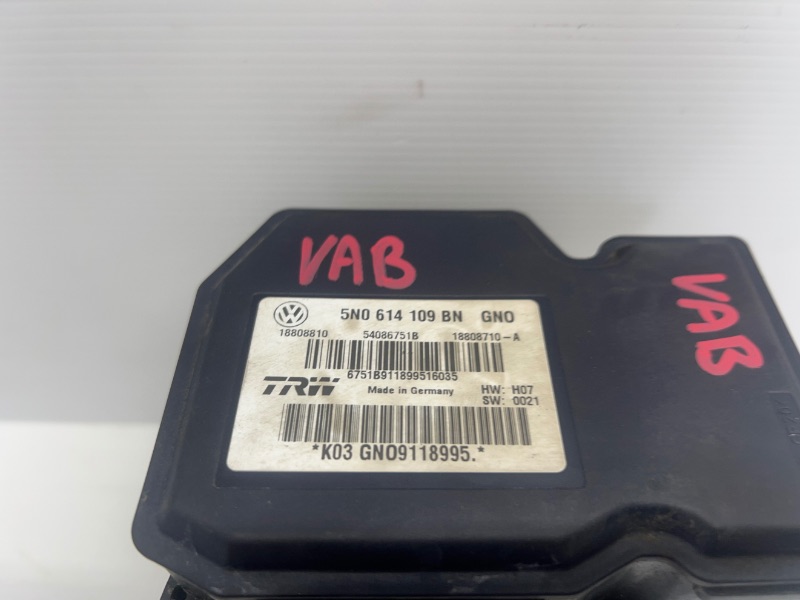 VAB
VAB
5N0 614 109 BN GNO
18808810 54086751B 18808710-A
6751B911899516035
TRW Made in Germany HW: H07
SW: 0021
*K03 GNO9118995.*